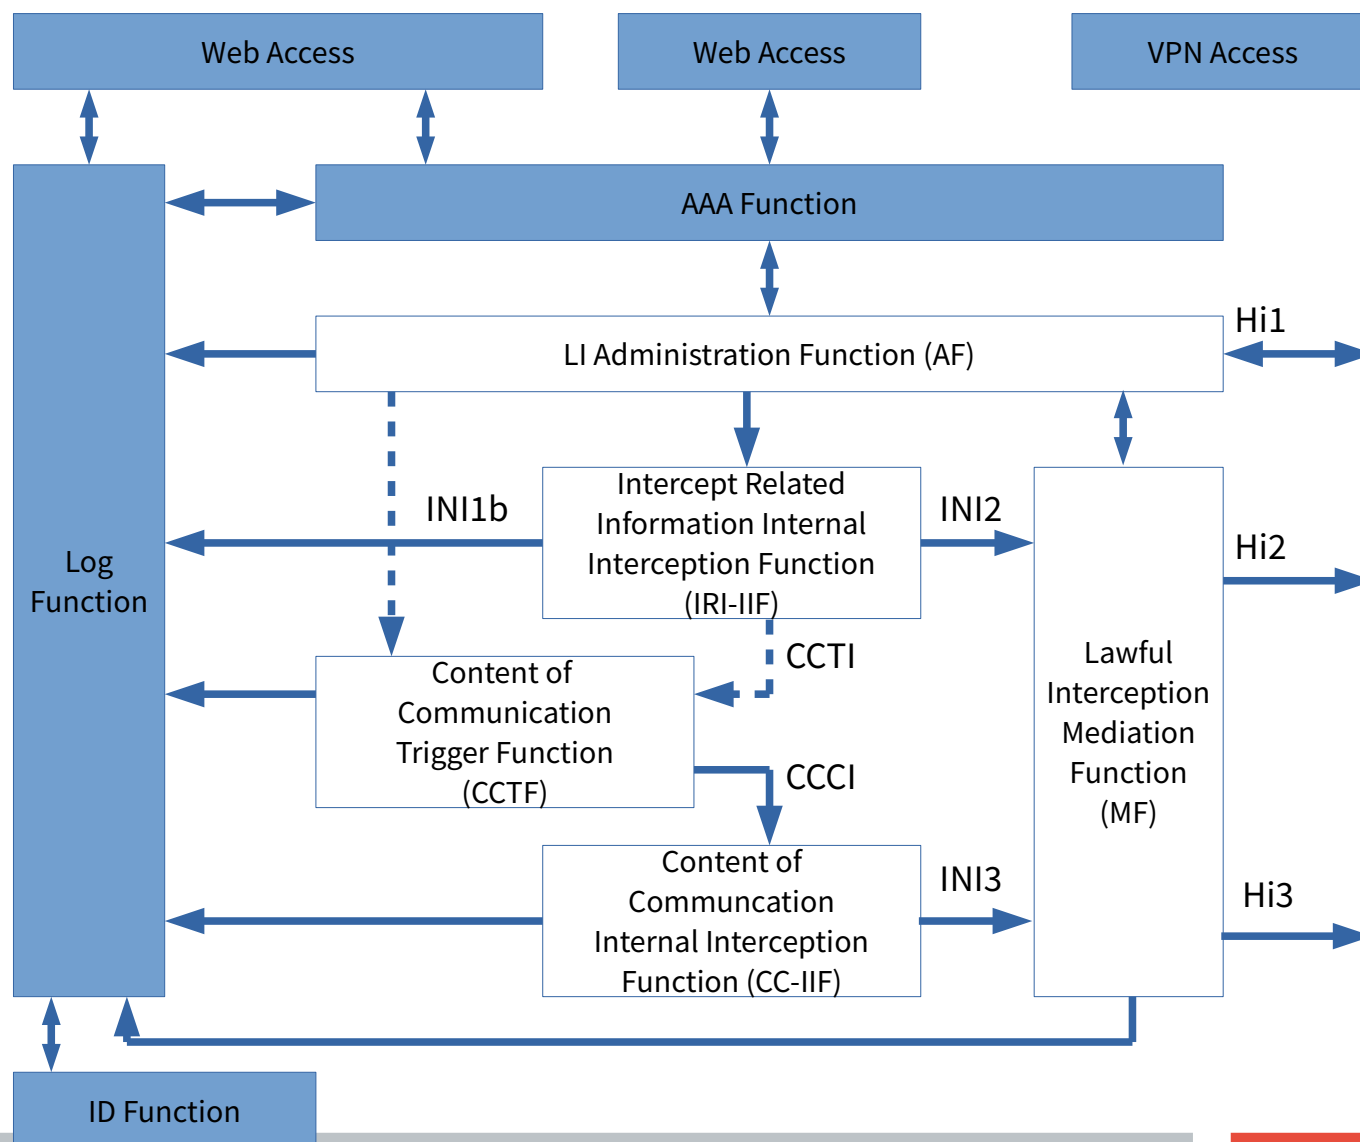 Web Access
Web Access
VPN Access
AAA Function
Hi1
LI Administration Function (AF)
Intercept Related
Information Internal
Interception Function
(IRI-IIF)
INI1b
INI2
Hi2
Log
Function
CCTI
Content of
Communication
Trigger Function
(CCTF)
Lawful
Interception
Mediation
Function
(MF)
CCCI
Content of
Communcation
Internal Interception
Function (CC-IIF)
INI3
Hi3
ID Function